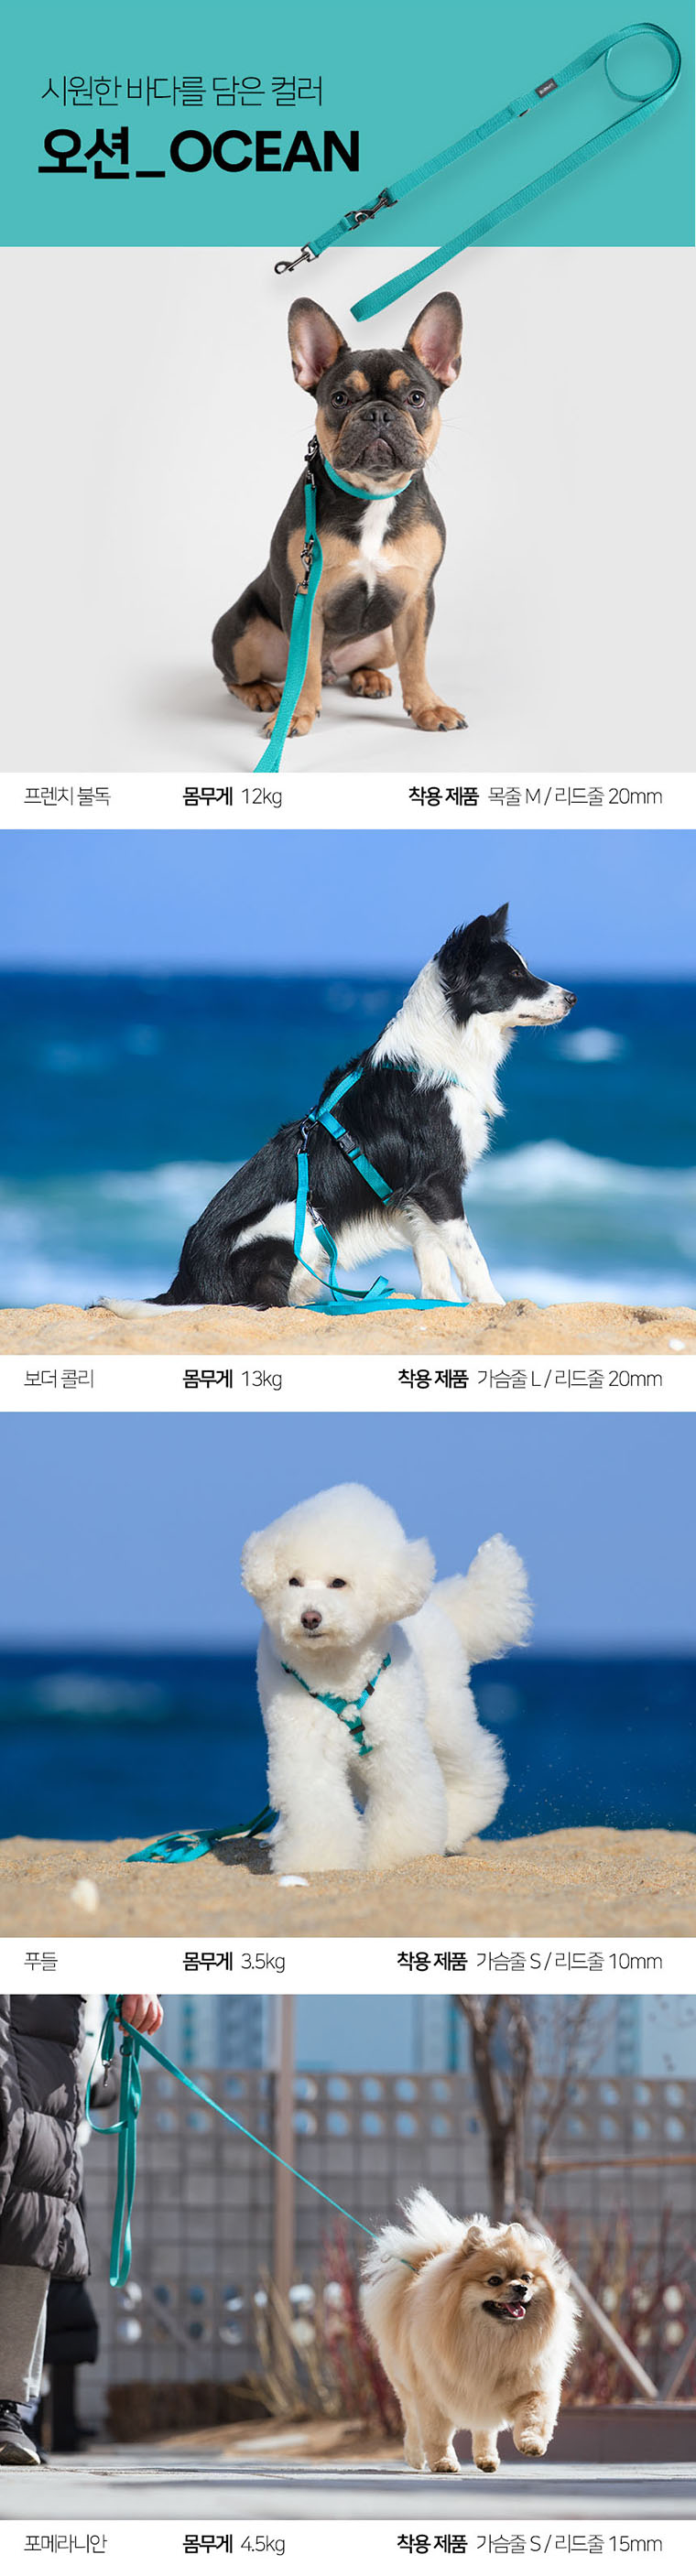 시원한 바다를 담은 컬러
오션_OCEAN
프렌치 불독 몸무게 12kg 착용 제품 목줄 M / 리드줄 20mm
보더 콜리 몸무게 13kg 착용 제품 가슴줄 L / 리드줄 20mm
푸들 몸무게 3.5kg 착용 제품 가슴줄 S / 리드줄 10mm
포메라니안 몸무게 4.5kg 착용 제품 가슴줄 S / 리드줄 15mm